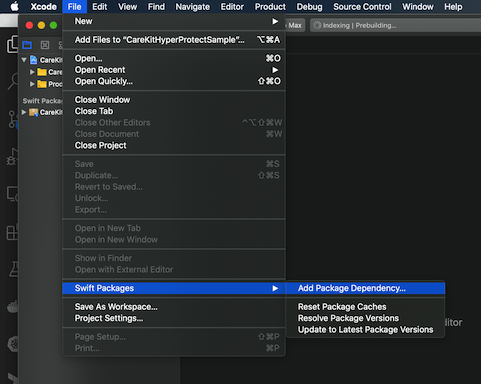 Xcode File Edit View Find Navigate Editor Product Debug Source Control Window Help
Max Indexing | Prebuilding...
New
Add Files to “CareKitHyperProtectSample”... ⌥⌘A
Open... ⌘O
Open Recent
Open Quickly... ⇧⌘O
Close Window
Close Tab
Close Other Editors ^⌥⇧⌘W
Close Document ⌘W
Close Project
Save ⌘S
Duplicate... ⇧⌘S
Revert to Saved...
Unlock...
Export...
Open in New Tab
Open in New Window
Show in Finder
Open with External Editor
Swift Packages
Save As Workspace...
Project Settings...
Page Setup... ⇧⌘P
Print... ⌘P
Add Package Dependency...
Reset Package Caches
Resolve Package Versions
Update to Latest Package Versions
CareKit
Care
Prod
Swift Packag
CareKit
itor